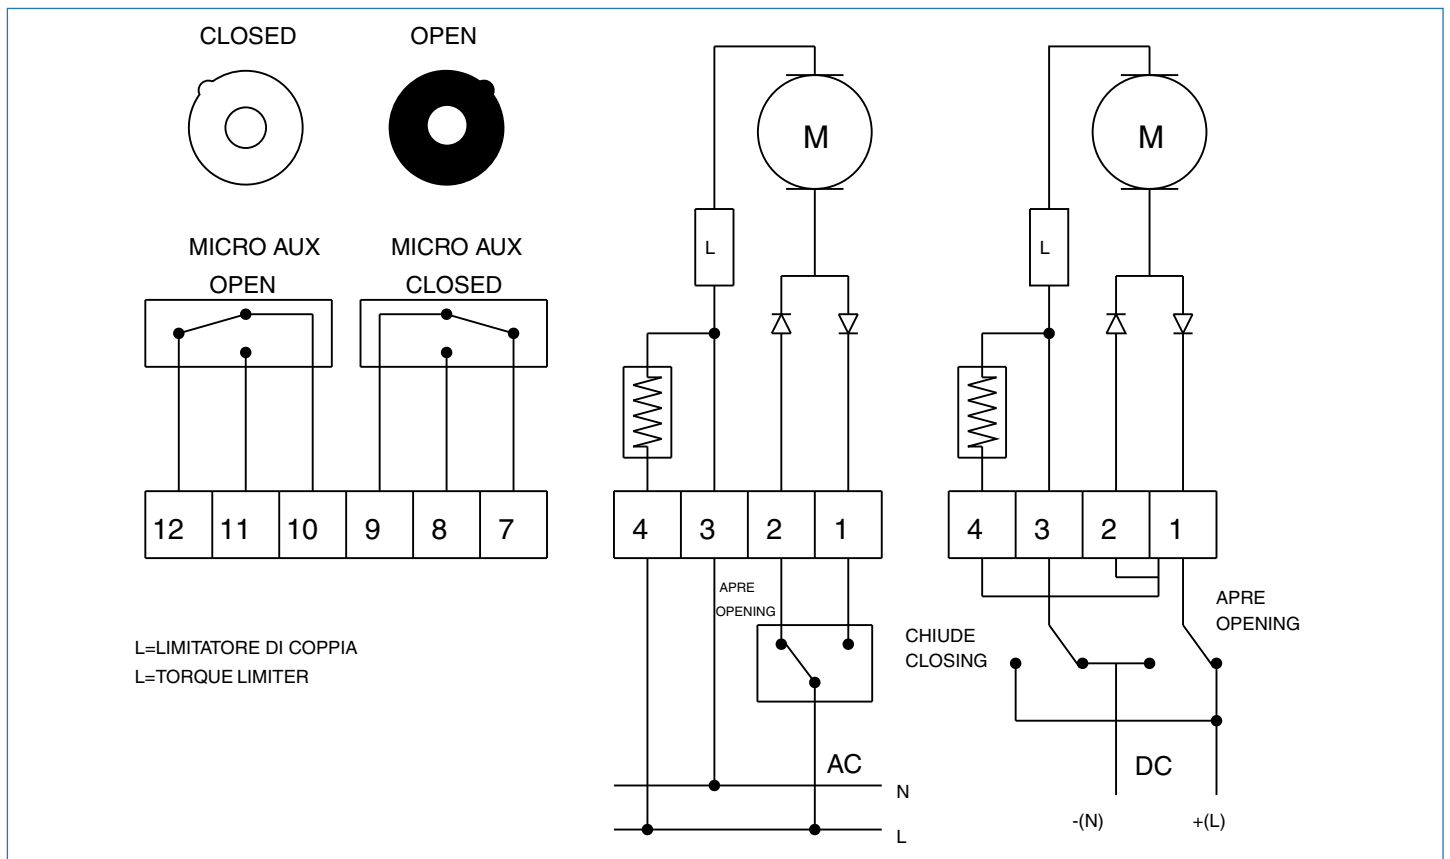 CLOSED
OPEN
MICRO AUX
OPEN
MICRO AUX
CLOSED
12 11 10 9 8 7
L=LIMITATORE DI COPPIA
L=TORQUE LIMITER
M
L
4 3 2 1
APRE
OPENING
AC
N
L
M
L
4 3 2 1
CHIUDE
CLOSING
APRE
OPENING
DC
-(N)
+(L)